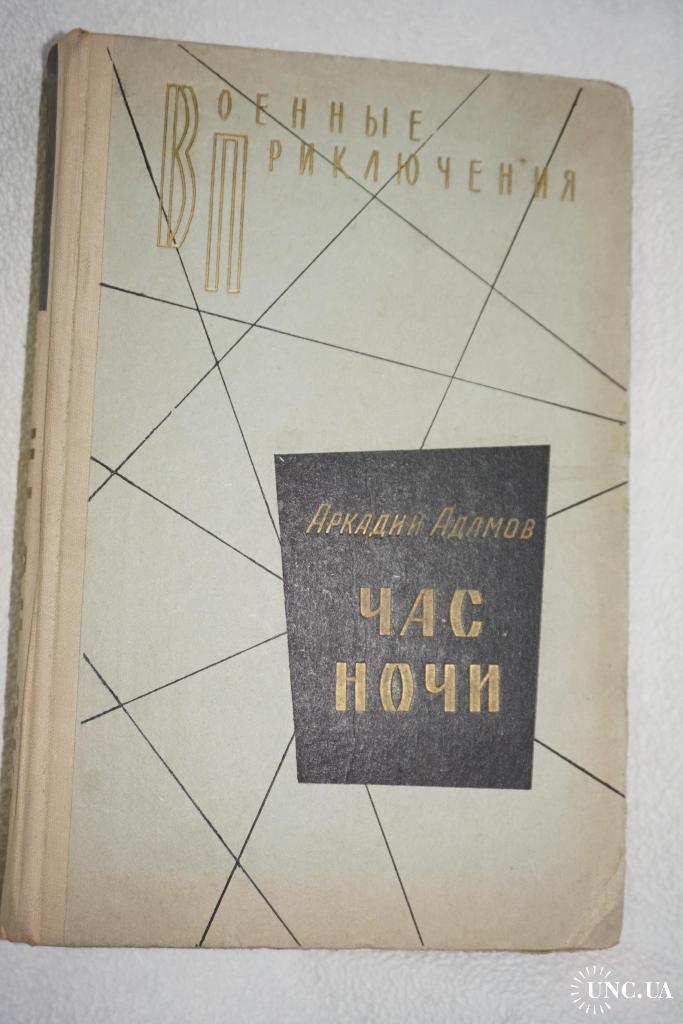 Военные
Приключения
Аркадий Адамов
ЧАС
НОЧИ
UNC.UA